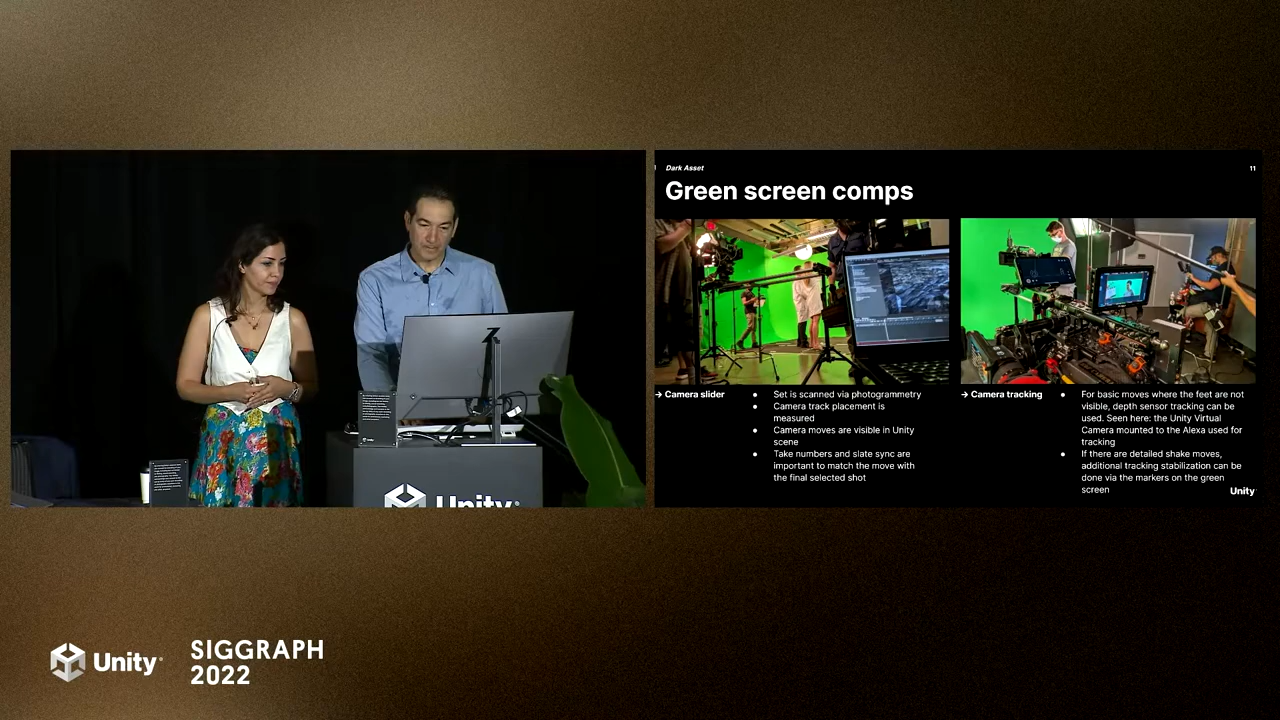 Dark Asset
11
Green screen comps
→ Camera slider
● Set is scanned via photogrammetry
● Camera track placement is
measured
● Camera moves are visible in Unity
scene
● Take numbers and slate sync are
important to match the move with
the final selected shot
→ Camera tracking
● For basic moves where the feet are not
visible, depth sensor tracking can be
used. Seen here: the Unity Virtual
Camera mounted to the Alexa used for
tracking
● If there are detailed shake moves,
additional tracking stabilization can be
done via the markers on the green
screen
Unity
Unity
Unity
SIGGRAPH
2022